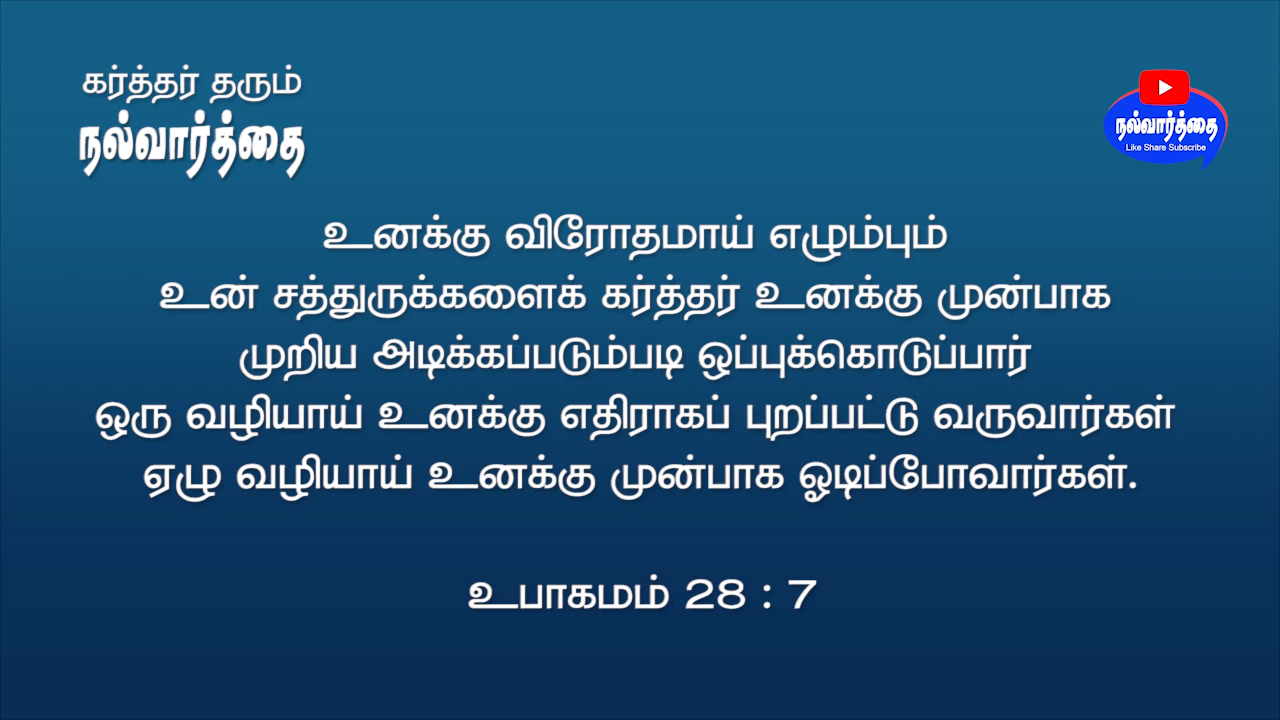 கர்த்தர் தரும்
நல்வார்த்தை
நல்வார்த்தை
Like Share Subscribe
உனக்கு விரோதமாய் எழும்பும்
உன் சத்துருக்களைக் கர்த்தர் உனக்கு முன்பாக
முறிய அடிக்கப்படும்படி ஒப்புக்கொடுப்பார்
ஒரு வழியாய் உனக்கு எதிராகப் புறப்பட்டு வருவார்கள்
ஏழு வழியாய் உனக்கு முன்பாக ஓடிப்போவார்கள்.
உபாகமம் 28 : 7